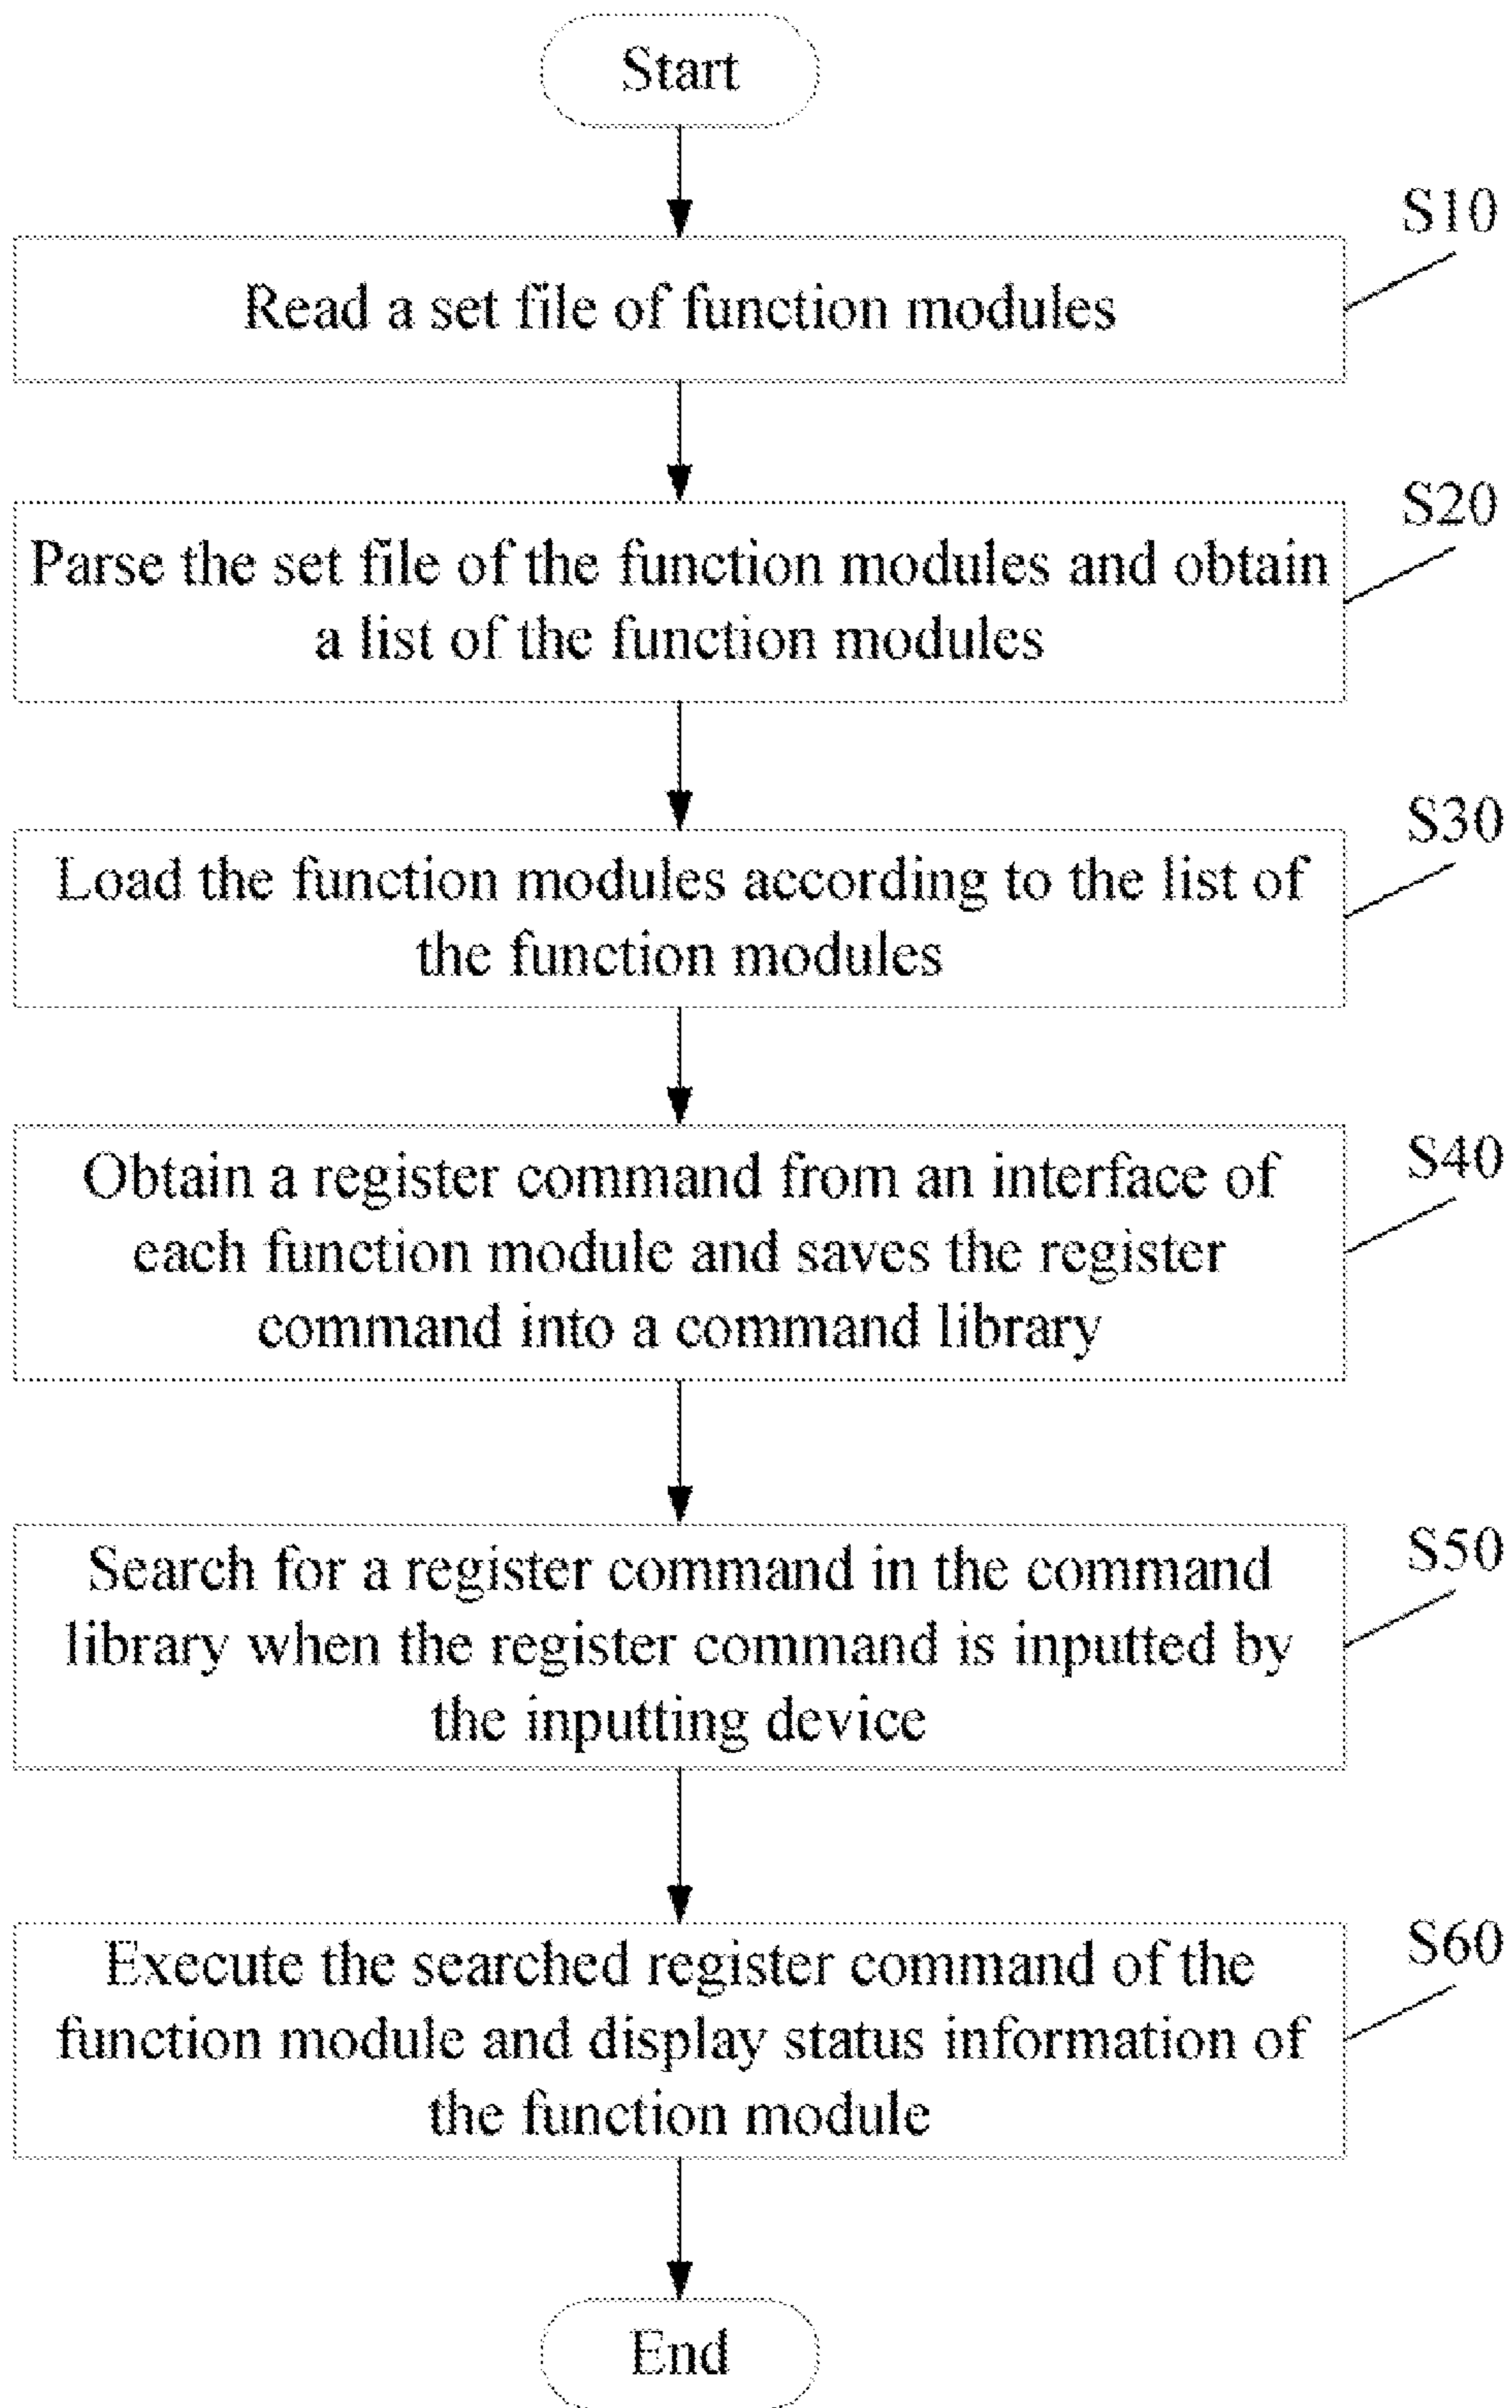 Start
S10
Read a set file of function modules
S20
Parse the set file of the function modules and obtain
a list of the function modules
S30
Load the function modules according to the list of
the function modules
S40
Obtain a register command from an interface of
each function module and saves the register
command into a command library
S50
Search for a register command in the command
library when the register command is inputted by
the inputting device
S60
Execute the searched register command of the
function module and display status information of
the function module
End